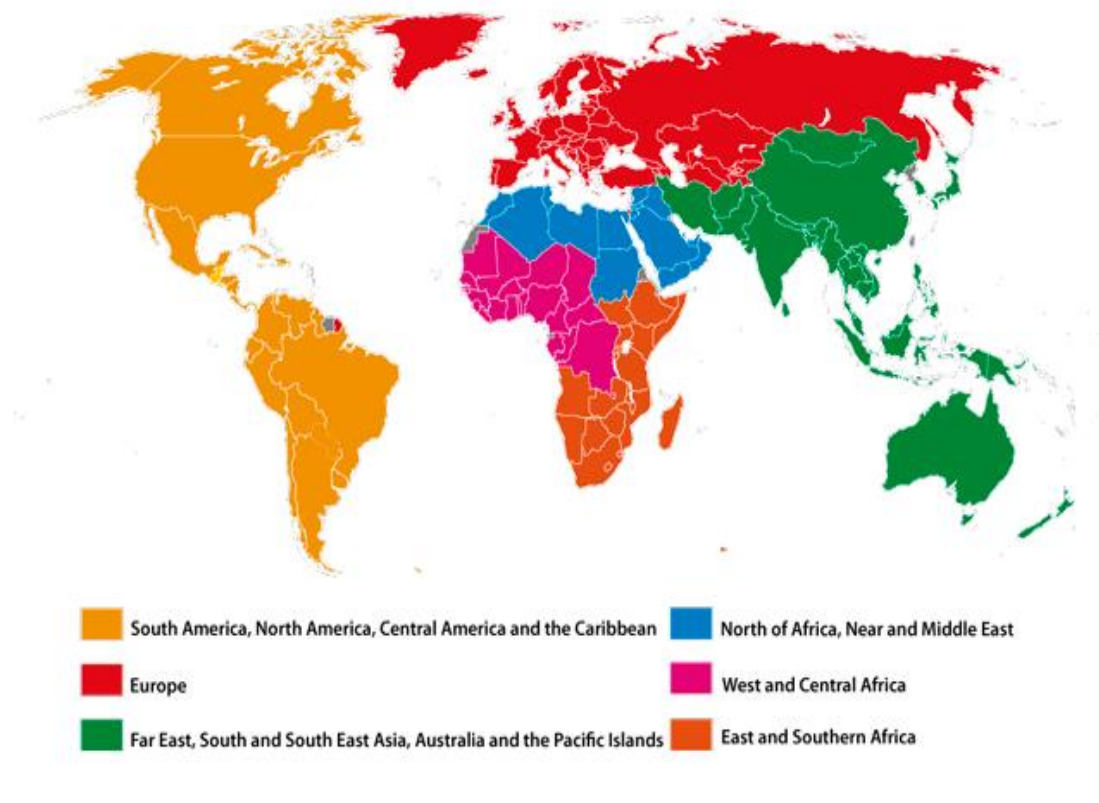 South America, North America, Central America and the Caribbean
Europe
Far East, South and South East Asia, Australia and the Pacific Islands
North of Africa, Near and Middle East
West and Central Africa
East and Southern Africa